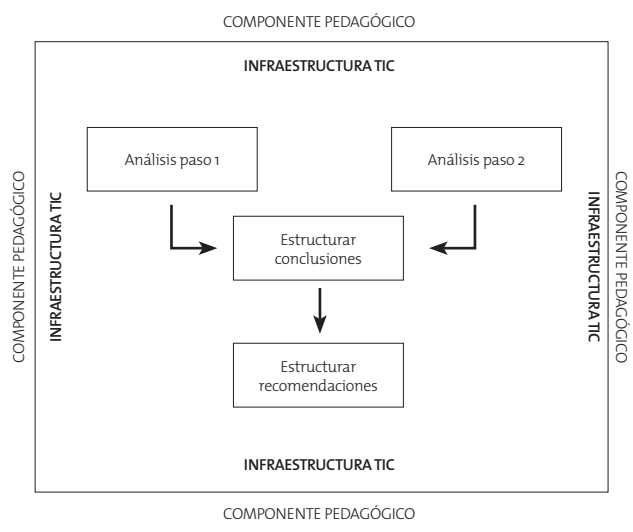 COMPONENTE PEDAGÓGICO
INFRAESTRUCTURA TIC
Análisis paso 1
Análisis paso 2
COMPONENTE PEDAGÓGICO
INFRAESTRUCTURA TIC
Estructurar
conclusiones
INFRAESTRUCTURA TIC
COMPONENTE PEDAGÓGICO
Estructurar
recomendaciones
INFRAESTRUCTURA TIC
COMPONENTE PEDAGÓGICO